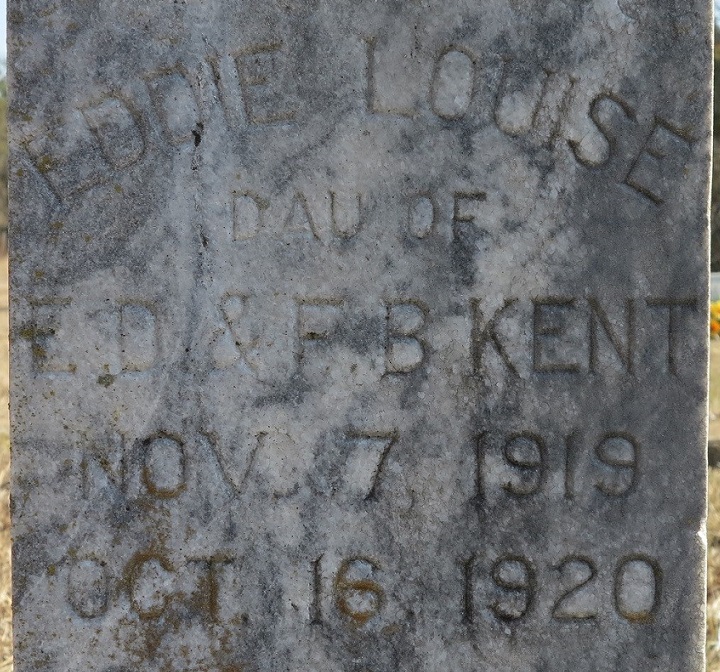 EDDIE LOUISE
DAU OF
E.D. & F. B. KENT
NOV. 7, 1919
OCT. 16, 1920